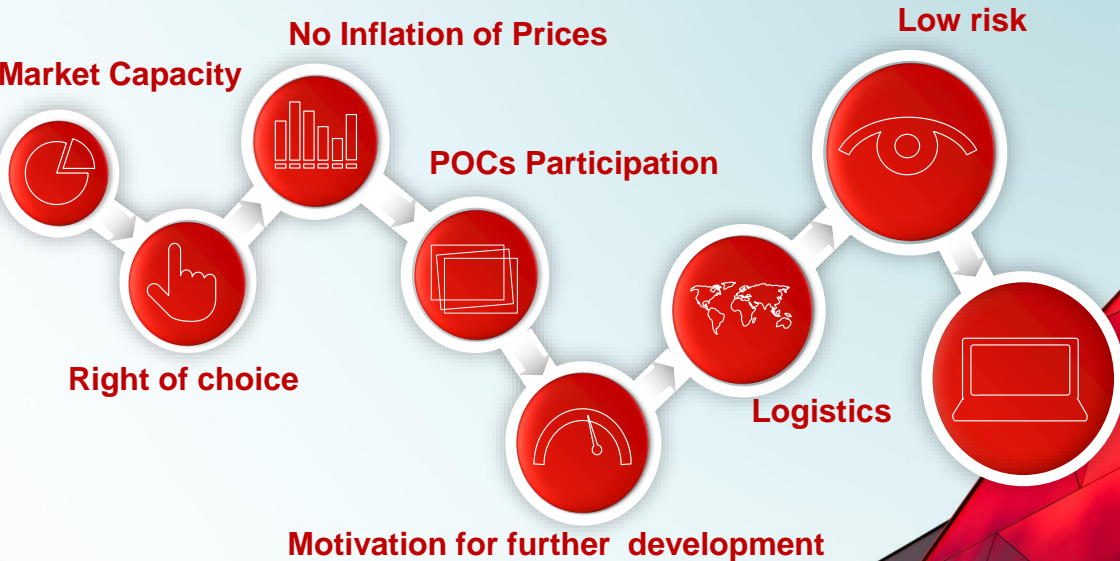 No Inflation of Prices
Low risk
Market Capacity
POCs Participation
Right of choice
Logistics
Motivation for further  development